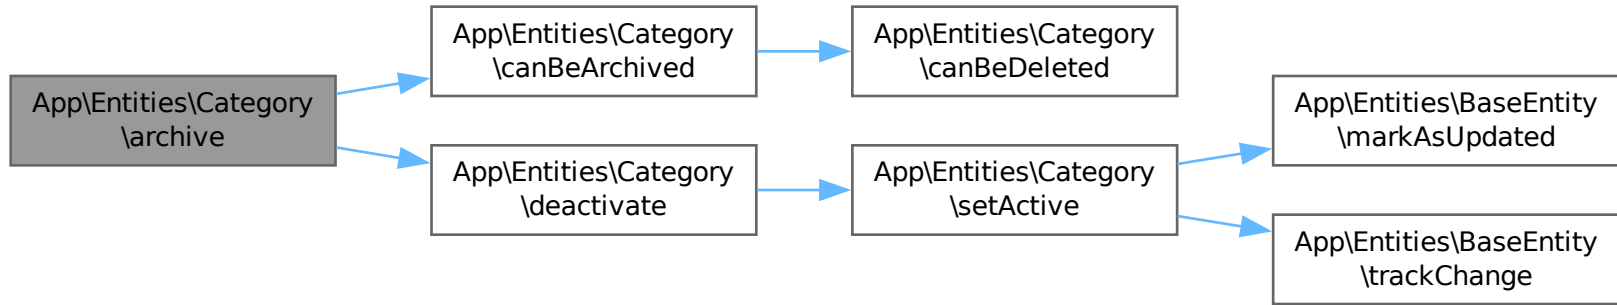 App\Entities\Category
\archive
App\Entities\Category
\canBeArchived
App\Entities\Category
\canBeDeleted
App\Entities\Category
\deactivate
App\Entities\Category
\setActive
App\Entities\BaseEntity
\markAsUpdated
App\Entities\BaseEntity
\trackChange